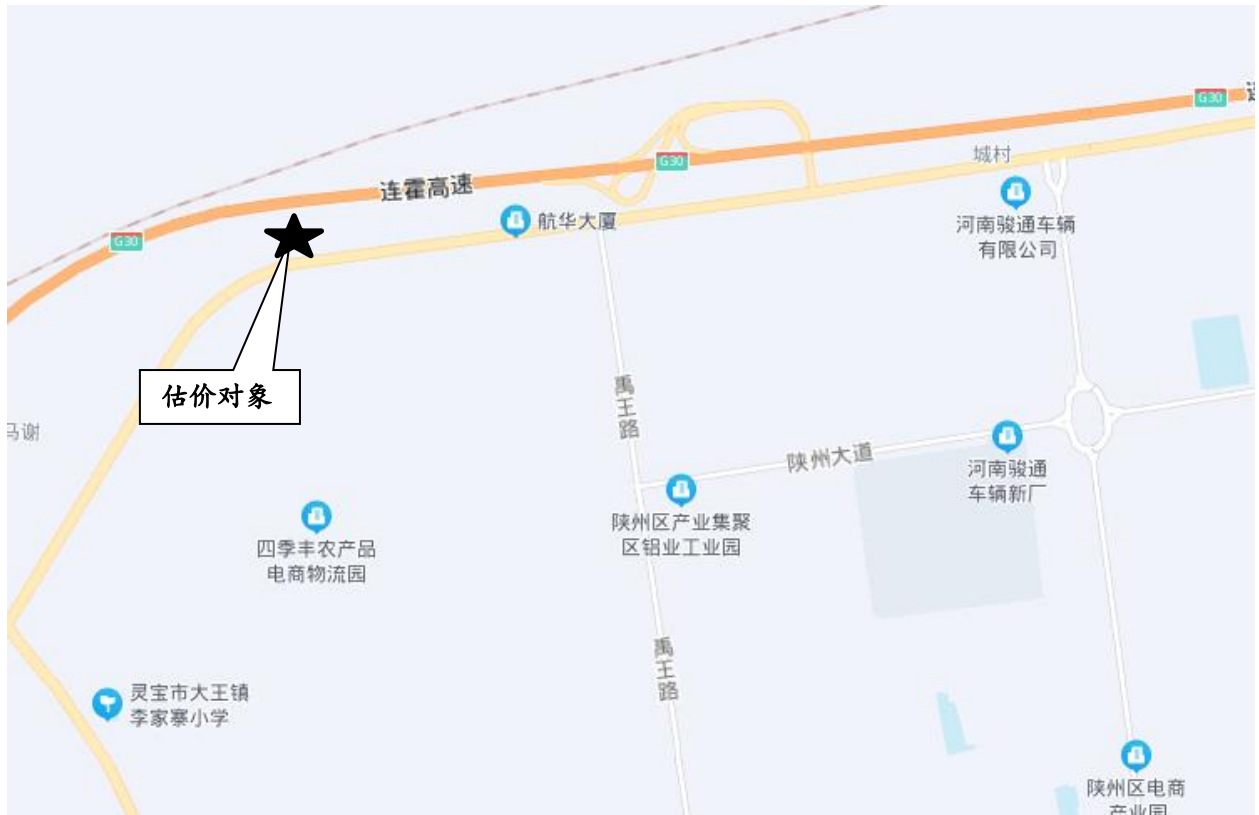 G30
连
G30
城村
连霍高速
航华大厦
河南骏通车辆
有限公司
G30
估价对象
禹王路
马谢
陕州大道
河南骏通
车辆新厂
陕州区产业集聚
区铝业工业园
四季丰农产品
电商物流园
禹王路
灵宝市大王镇
李家寨小学
陕州区电商
产业园